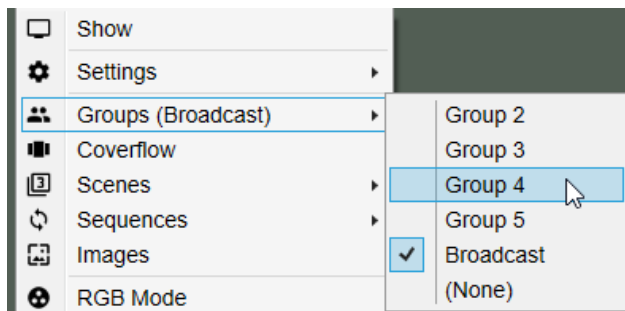 Show
Settings
Groups (Broadcast)
Coverflow
Scenes
Sequences
Images
RGB Mode
Group 2
Group 3
Group 4
Group 5
Broadcast
(None)